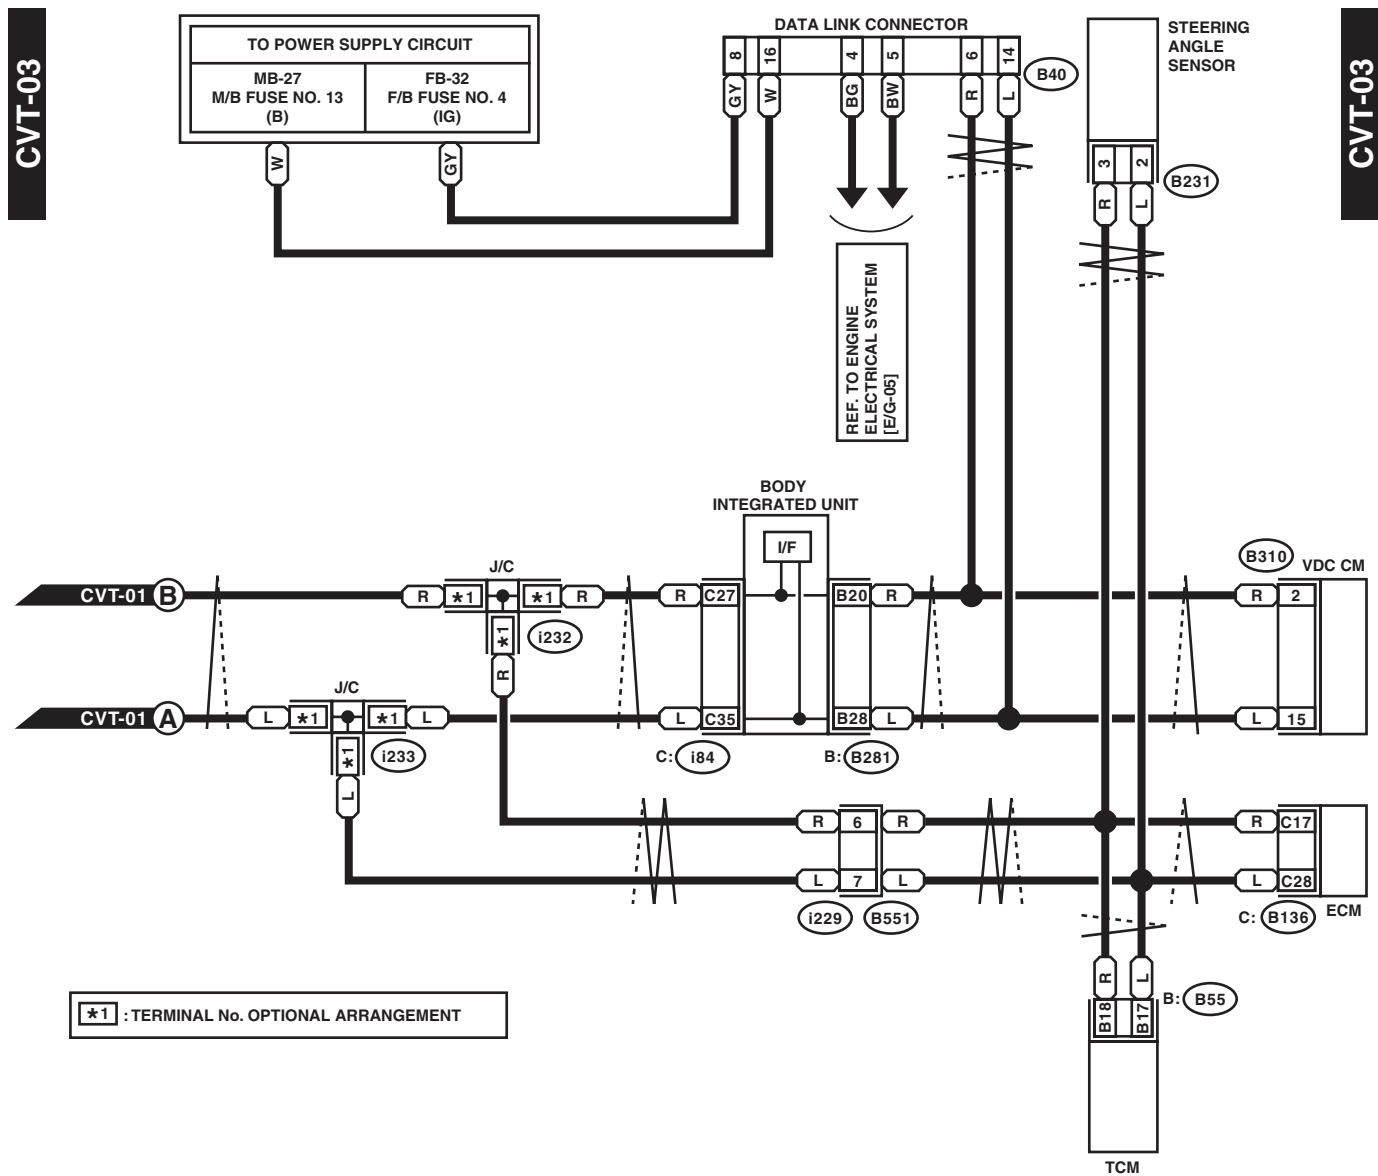 CVT-03
CVT-03
TO POWER SUPPLY CIRCUIT
MB-27
M/B FUSE NO. 13
(B)
FB-32
F/B FUSE NO. 4
(IG)
W
GY
DATA LINK CONNECTOR
8
16
4
5
6
14
B40
GY
W
BG
BW
R
L
STEERING
ANGLE
SENSOR
3
2
B231
R
L
REF. TO ENGINE
ELECTRICAL SYSTEM
[E/G-05]
BODY
INTEGRATED UNIT
I/F
B310
VDC CM
J/C
CVT-01 B
R
*1
*1
R
R
C27
B20
R
R
2
*1
i232
R
J/C
CVT-01 A
L
*1
*1
L
L
C35
B28
L
L
15
*1
i233
C: i84
B: B281
L
R
6
R
R
C17
L
7
L
L
C28
i229
B551
C: B136
ECM
R
L
B18
B17
B: B55
TCM
*1 : TERMINAL No. OPTIONAL ARRANGEMENT